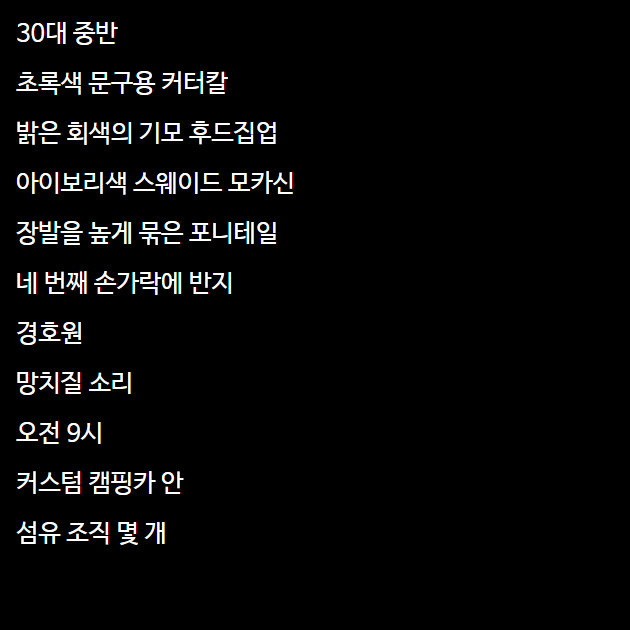 30대 중반
초록색 문구용 커터칼
밝은 회색의 기모 후드집업
아이보리색 스웨이드 모카신
장발을 높게 묶은 포니테일
네 번째 손가락에 반지
경호원
망치질 소리
오전 9시
커스텀 캠핑카 안
섬유 조직 몇 개